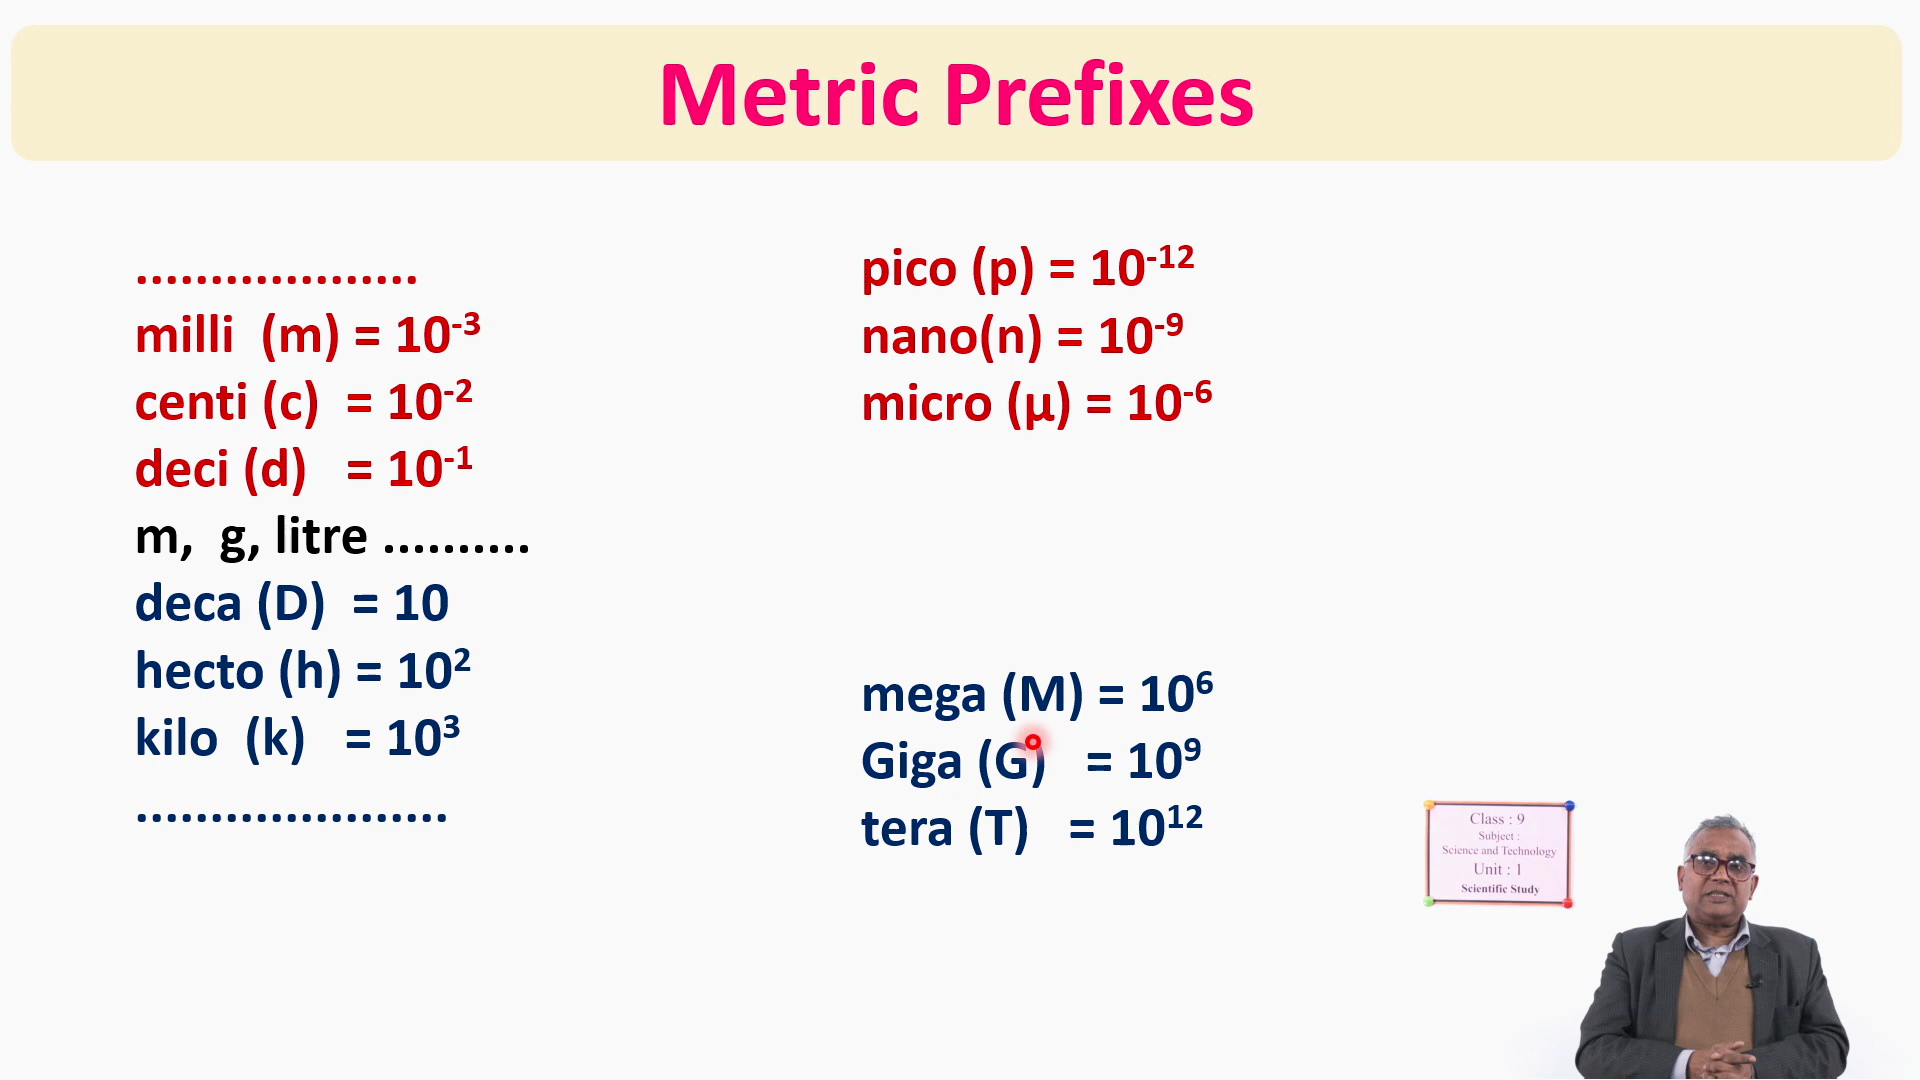 Metric Prefixes
...................
milli (m) = 10⁻³
centi (c) = 10⁻²
deci (d) = 10⁻¹
m, g, litre ..........
deca (D) = 10
hecto (h) = 10²
kilo (k) = 10³
.....................
pico (p) = 10⁻¹²
nano(n) = 10⁻⁹
micro (µ) = 10⁻⁶
mega (M) = 10⁶
Giga (G) = 10⁹
tera (T) = 10¹²
Class : 9
Subject :
Science and Technology
Unit : 1
Scientific Study